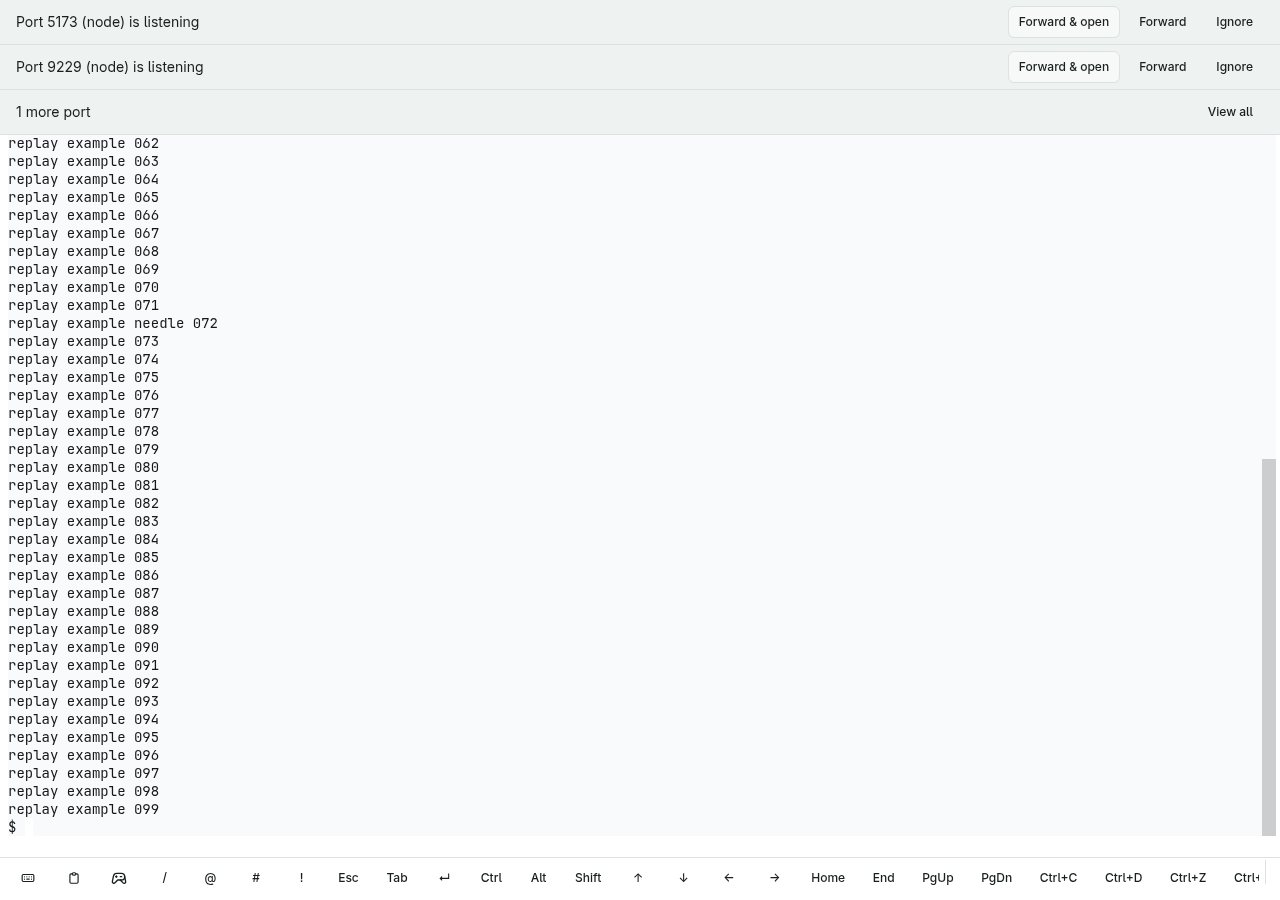 Port 5173 (node) is listening Forward & open Forward Ignore
Port 9229 (node) is listening Forward & open Forward Ignore
1 more port View all
replay example 062
replay example 063
replay example 064
replay example 065
replay example 066
replay example 067
replay example 068
replay example 069
replay example 070
replay example 071
replay example needle 072
replay example 073
replay example 074
replay example 075
replay example 076
replay example 077
replay example 078
replay example 079
replay example 080
replay example 081
replay example 082
replay example 083
replay example 084
replay example 085
replay example 086
replay example 087
replay example 088
replay example 089
replay example 090
replay example 091
replay example 092
replay example 093
replay example 094
replay example 095
replay example 096
replay example 097
replay example 098
replay example 099
$
/ @ # ! Esc Tab ↵ Ctrl Alt Shift ↑ ↓ ← → Home End PgUp PgDn Ctrl+C Ctrl+D Ctrl+Z